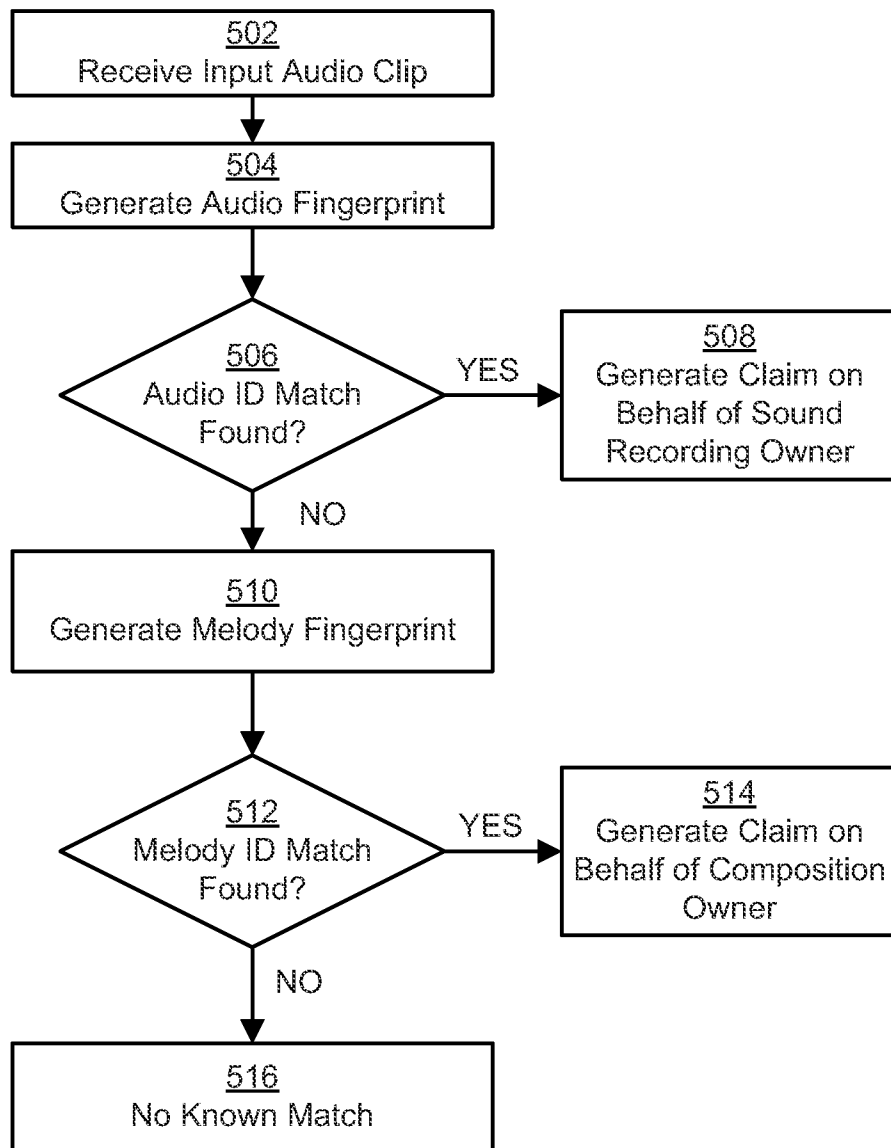 502
Receive Input Audio Clip
504
Generate Audio Fingerprint
506
Audio ID Match
Found?
YES
508
Generate Claim on
Behalf of Sound
Recording Owner
NO
510
Generate Melody Fingerprint
512
Melody ID Match
Found?
YES
514
Generate Claim on
Behalf of Composition
Owner
NO
516
No Known Match